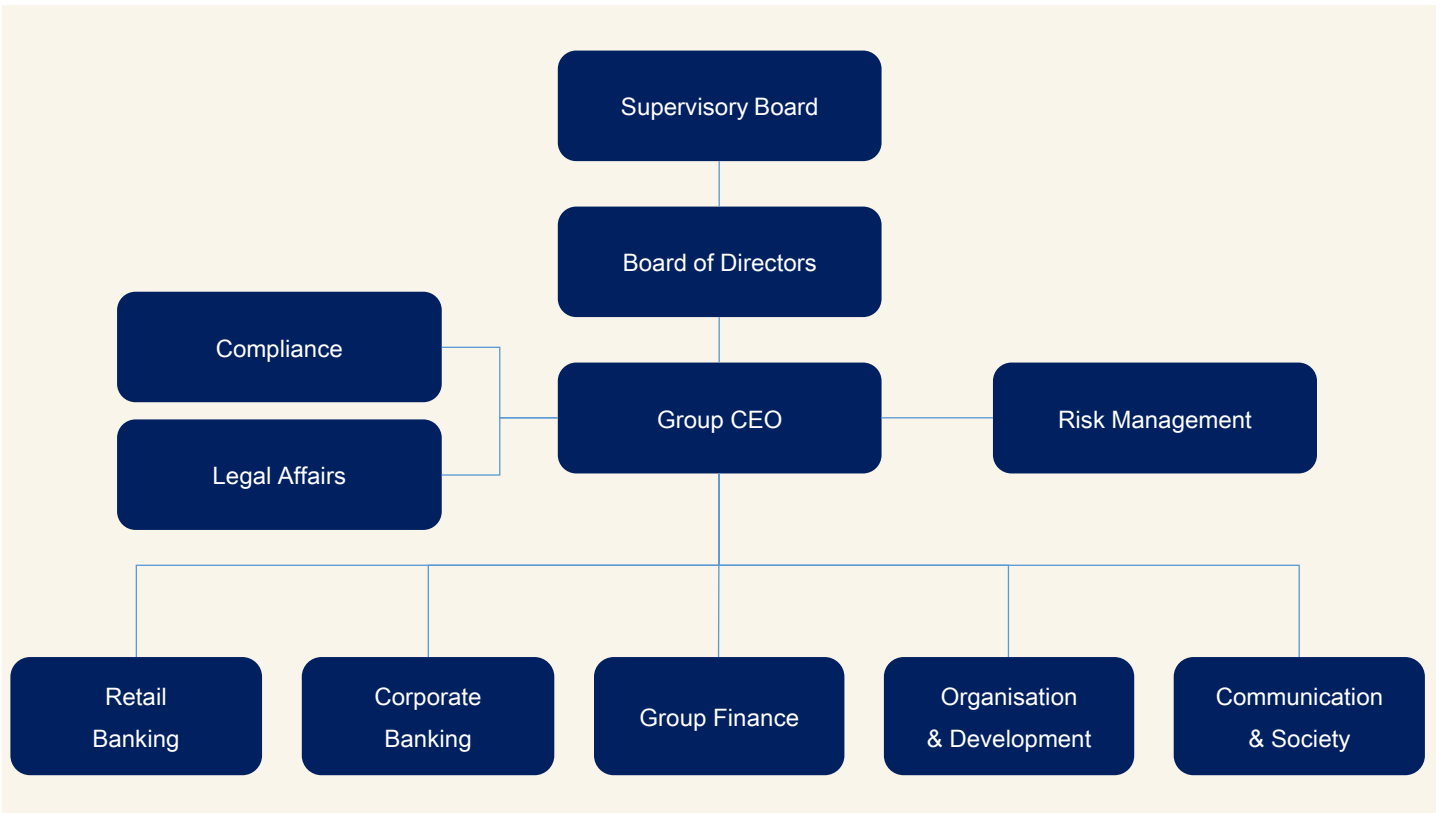 Supervisory Board
Board of Directors
Compliance
Group CEO
Risk Management
Legal Affairs
Retail
Banking
Corporate
Banking
Group Finance
Organisation
& Development
Communication
& Society